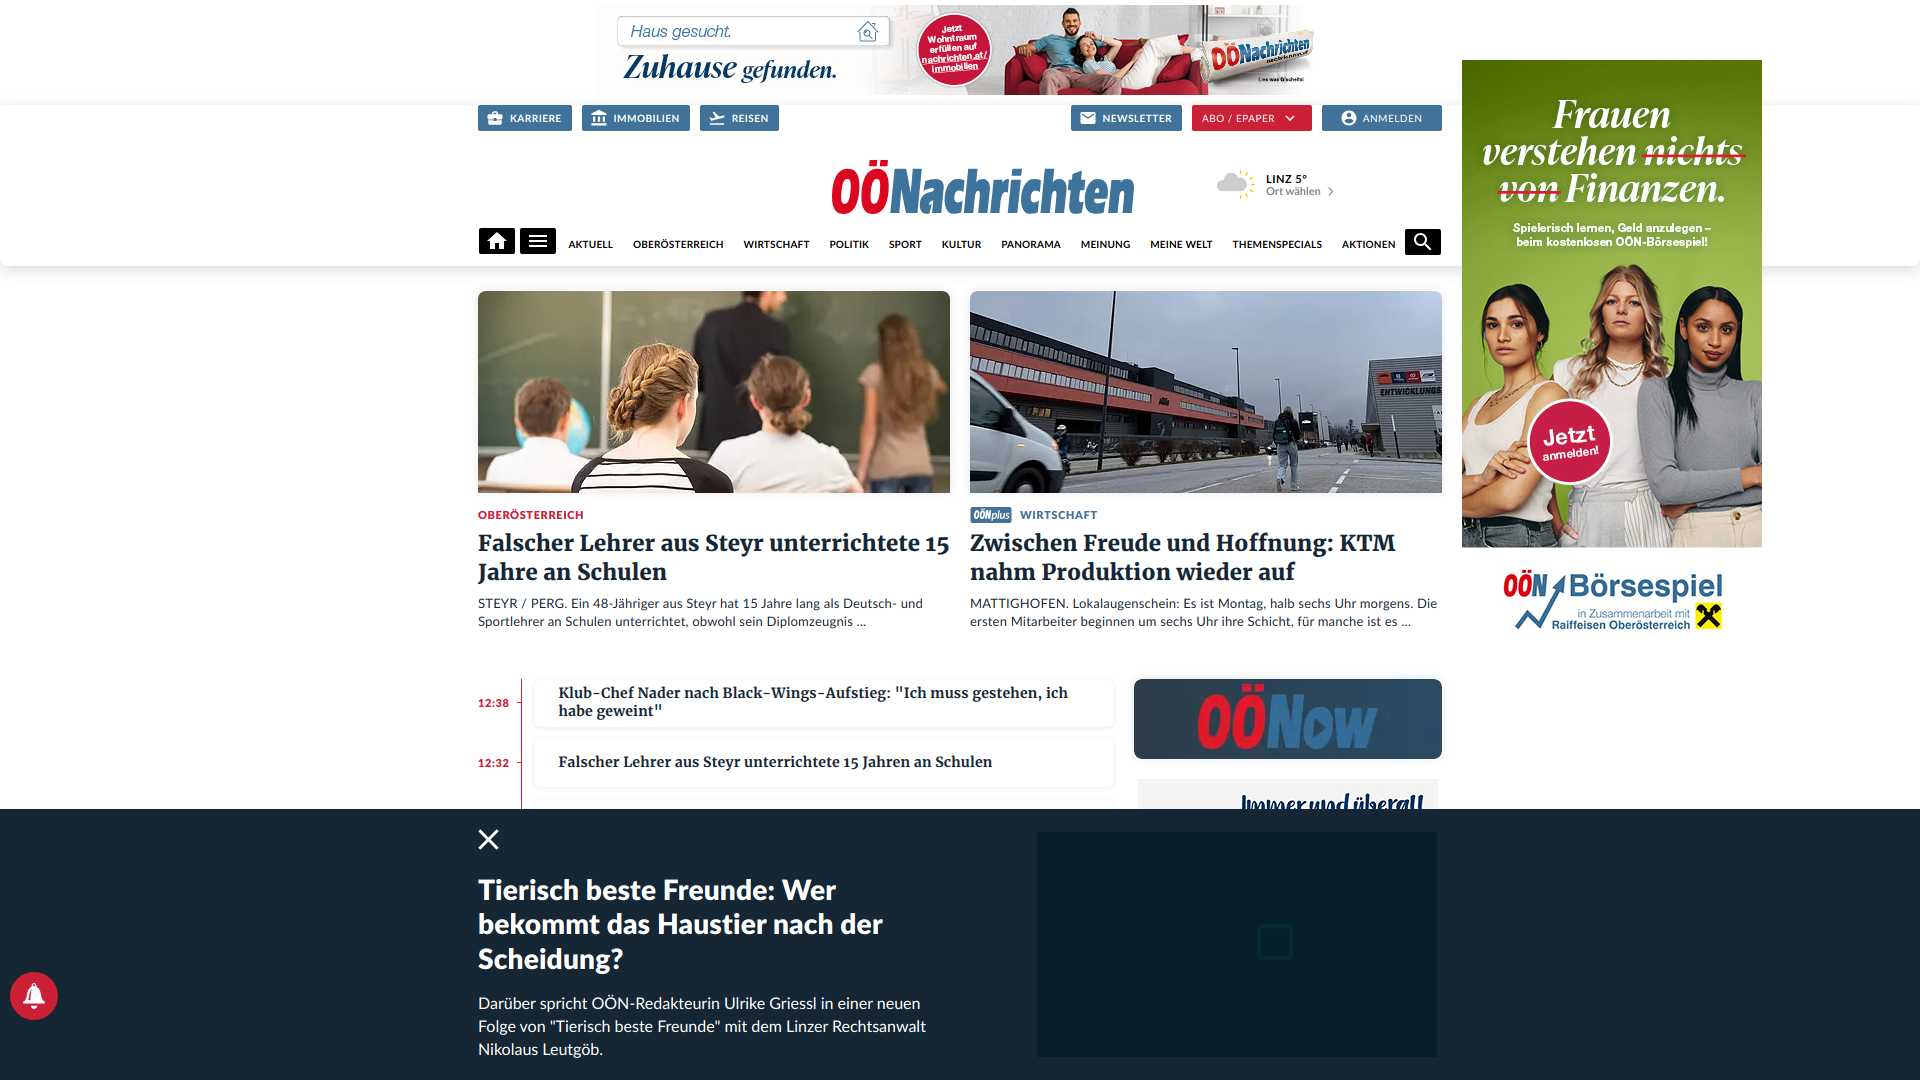 Haus gesucht.
Zuhause gefunden.
Jetzt
Wohntraum
erfüllen auf
nachrichten.at/
immobilien
OÖNachrichten
Lies was G'scheits!
KARRIERE
IMMOBILIEN
REISEN
NEWSLETTER
ABO / EPAPER
ANMELDEN
OÖNachrichten
LINZ 5°
Ort wählen
AKTUELL
OBERÖSTERREICH
WIRTSCHAFT
POLITIK
SPORT
KULTUR
PANORAMA
MEINUNG
MEINE WELT
THEMENSPECIALS
AKTIONEN
Frauen
verstehen nichts
von Finanzen.
Spielerisch lernen, Geld anzulegen –
beim kostenlosen OÖN-Börsespiel!
Jetzt
anmelden!
OÖN Börsespiel
in Zusammenarbeit mit
Raiffeisen Oberösterreich
ENTWICKLUNGS
OBERÖSTERREICH
Falscher Lehrer aus Steyr unterrichtete 15
Jahre an Schulen
STEYR / PERG. Ein 48-Jähriger aus Steyr hat 15 Jahre lang als Deutsch- und
Sportlehrer an Schulen unterrichtet, obwohl sein Diplomzeugnis ...
OÖNplus WIRTSCHAFT
Zwischen Freude und Hoffnung: KTM
nahm Produktion wieder auf
MATTIGHOFEN. Lokalaugenschein: Es ist Montag, halb sechs Uhr morgens. Die
ersten Mitarbeiter beginnen um sechs Uhr ihre Schicht, für manche ist es ...
12:38
Klub-Chef Nader nach Black-Wings-Aufstieg: "Ich muss gestehen, ich
habe geweint"
12:32
Falscher Lehrer aus Steyr unterrichtete 15 Jahren an Schulen
OÖNow
Immer und überall
Tierisch beste Freunde: Wer
bekommt das Haustier nach der
Scheidung?
Darüber spricht OÖN-Redakteurin Ulrike Griessl in einer neuen
Folge von "Tierisch beste Freunde" mit dem Linzer Rechtsanwalt
Nikolaus Leutgöb.